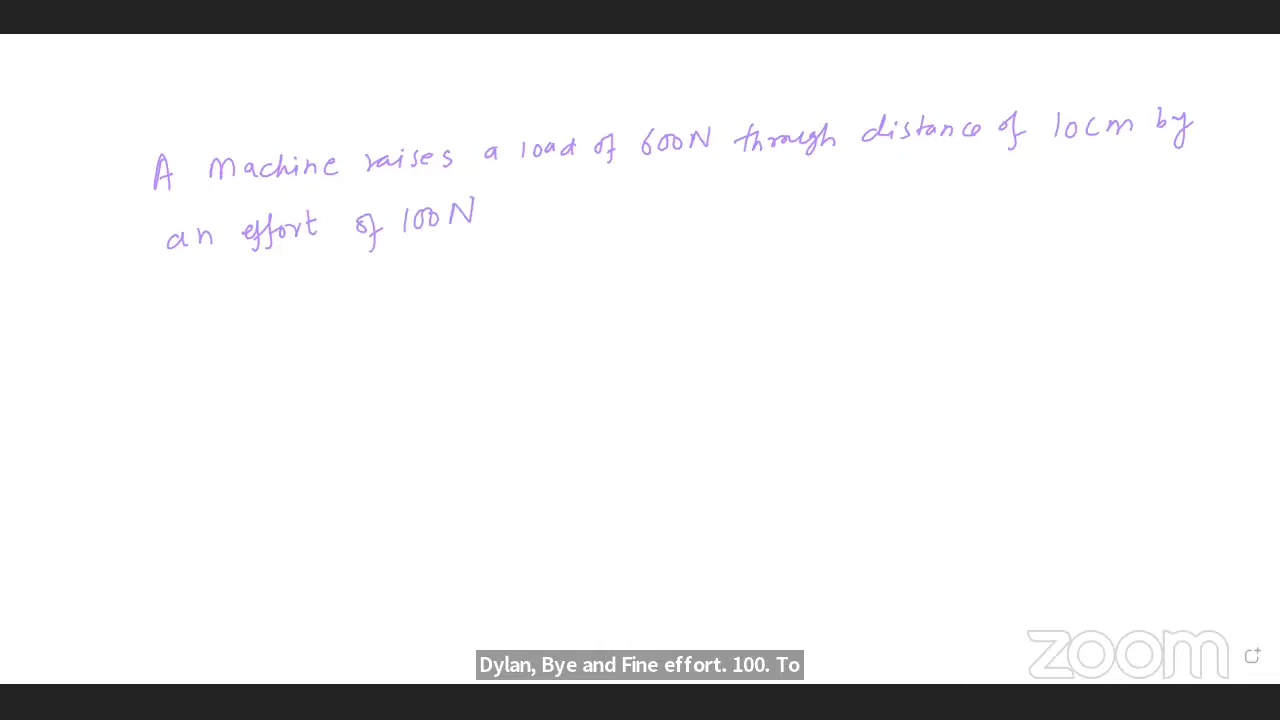 A machine raises a load of 600N through distance of 10cm by
an effort of 100N
Dylan, Bye and Fine effort. 100. To
zoom